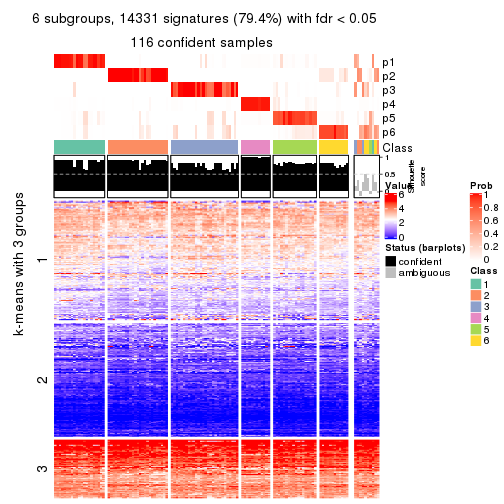 6 subgroups, 14331 signatures (79.4%) with fdr < 0.05
116 confident samples
p1
p2
p3
p4
p5
p6
Class
1
0.5
0
Silhouette
score
k-means with 3 groups
1
2
3
Value
6
4
2
0
Status (barplots)
confident
ambiguous
Prob
1
0.8
0.6
0.4
0.2
0
Class
1
2
3
4
5
6